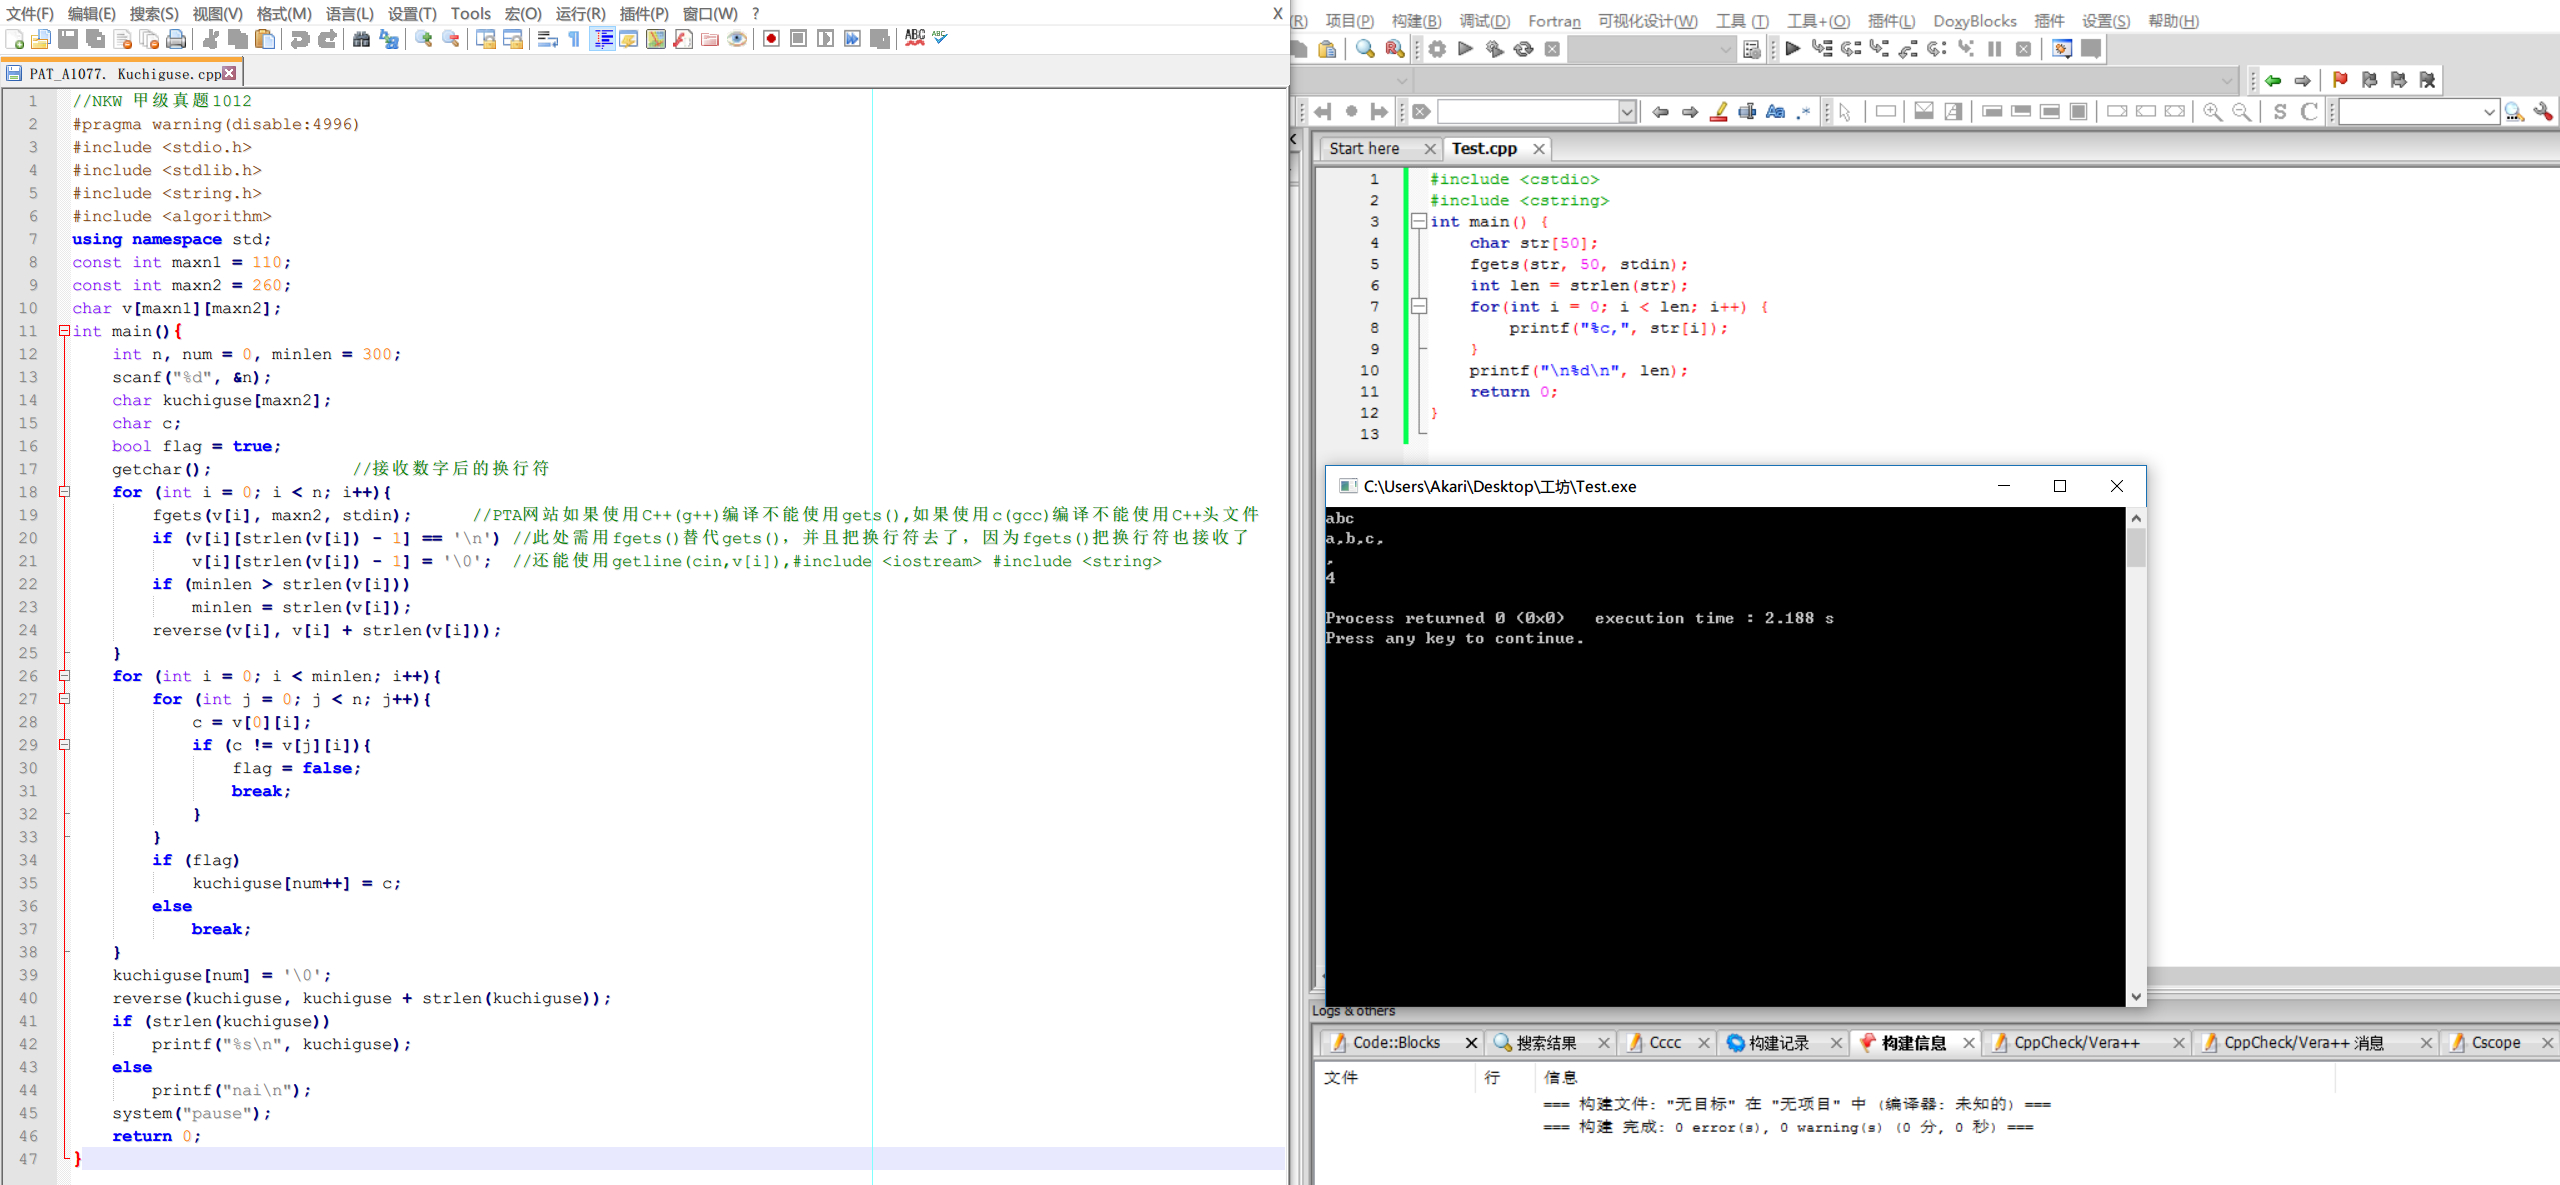 文件(F) 编辑(E) 搜索(S) 视图(V) 格式(M) 语言(L) 设置(T) Tools 宏(O) 运行(R) 插件(P) 窗口(W) ? X
PAT_A1077. Kuchiguse.cpp
1 //NKW 甲级真题1012
2 #pragma warning(disable:4996)
3 #include <stdio.h>
4 #include <stdlib.h>
5 #include <string.h>
6 #include <algorithm>
7 using namespace std;
8 const int maxn1 = 110;
9 const int maxn2 = 260;
10 char v[maxn1][maxn2];
11 int main(){
12     int n, num = 0, minlen = 300;
13     scanf("%d", &n);
14     char kuchiguse[maxn2];
15     char c;
16     bool flag = true;
17     getchar();              //接收数字后的换行符
18     for (int i = 0; i < n; i++){
19         fgets(v[i], maxn2, stdin);      //PTA网站如果使用C++(g++)编译不能使用gets(),如果使用c(gcc)编译不能使用C++头文件
20         if (v[i][strlen(v[i]) - 1] == '\n') //此处需用fgets()替代gets()，并且把换行符去了，因为fgets()把换行符也接收了
21             v[i][strlen(v[i]) - 1] = '\0';  //还能使用getline(cin,v[i]),#include <iostream> #include <string>
22         if (minlen > strlen(v[i]))
23             minlen = strlen(v[i]);
24         reverse(v[i], v[i] + strlen(v[i]));
25     }
26     for (int i = 0; i < minlen; i++){
27         for (int j = 0; j < n; j++){
28             c = v[0][i];
29             if (c != v[j][i]){
30                 flag = false;
31                 break;
32             }
33         }
34         if (flag)
35             kuchiguse[num++] = c;
36         else
37             break;
38     }
39     kuchiguse[num] = '\0';
40     reverse(kuchiguse, kuchiguse + strlen(kuchiguse));
41     if (strlen(kuchiguse))
42         printf("%s\n", kuchiguse);
43     else
44         printf("nai\n");
45     system("pause");
46     return 0;
47 }
(R) 项目(P) 构建(B) 调试(D) Fortran 可视化设计(W) 工具 (T) 工具+(O) 插件(L) DoxyBlocks 插件 设置(S) 帮助(H)
Start here Test.cpp
1 #include <cstdio>
2 #include <cstring>
3 int main() {
4     char str[50];
5     fgets(str, 50, stdin);
6     int len = strlen(str);
7     for(int i = 0; i < len; i++) {
8         printf("%c,", str[i]);
9     }
10     printf("\n%d\n", len);
11     return 0;
12 }
13
C:\Users\Akari\Desktop\工坊\Test.exe
abc
a,b,c,
,
4
Process returned 0 (0x0)   execution time : 2.188 s
Press any key to continue.
Logs & others
Code::Blocks 搜索结果 Cccc 构建记录 构建信息 CppCheck/Vera++ CppCheck/Vera++ 消息 Cscope
文件 行 信息
=== 构建文件: "无目标" 在 "无项目" 中 (编译器: 未知的) ===
=== 构建 完成: 0 error(s), 0 warning(s) (0 分, 0 秒) ===